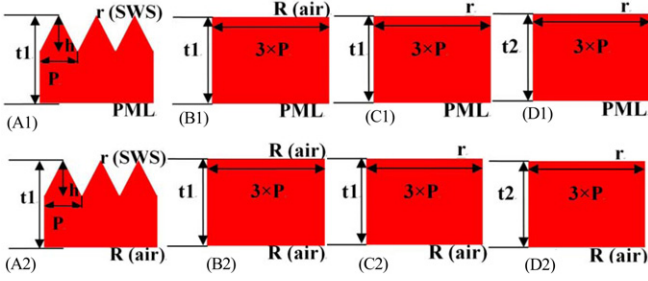 r (SWS) R (air) r r
t1 h P t1 3×P t1 3×P t2 3×P
PML PML PML PML
(A1) (B1) (C1) (D1)
r (SWS) R (air) r r
t1 h P t1 3×P t1 3×P t2 3×P
R (air) R (air) R (air) R (air)
(A2) (B2) (C2) (D2)